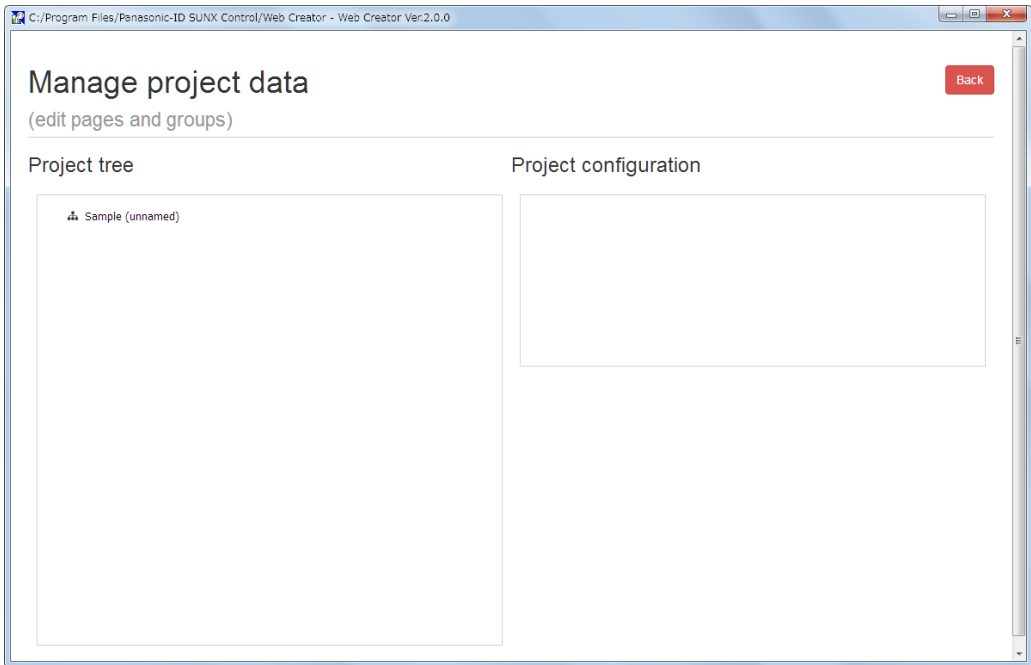 C:/Program Files/Panasonic-ID SUNX Control/Web Creator - Web Creator Ver.2.0.0
Manage project data
Back
(edit pages and groups)
Project tree
Project configuration
Sample (unnamed)